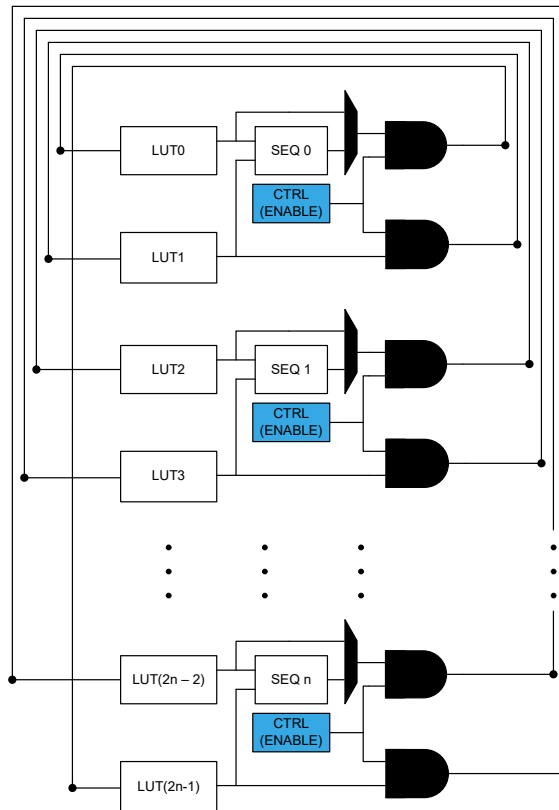 LUT0
SEQ 0
CTRL
(ENABLE)
LUT1
LUT2
SEQ 1
CTRL
(ENABLE)
LUT3
LUT(2n – 2)
SEQ n
CTRL
(ENABLE)
LUT(2n-1)